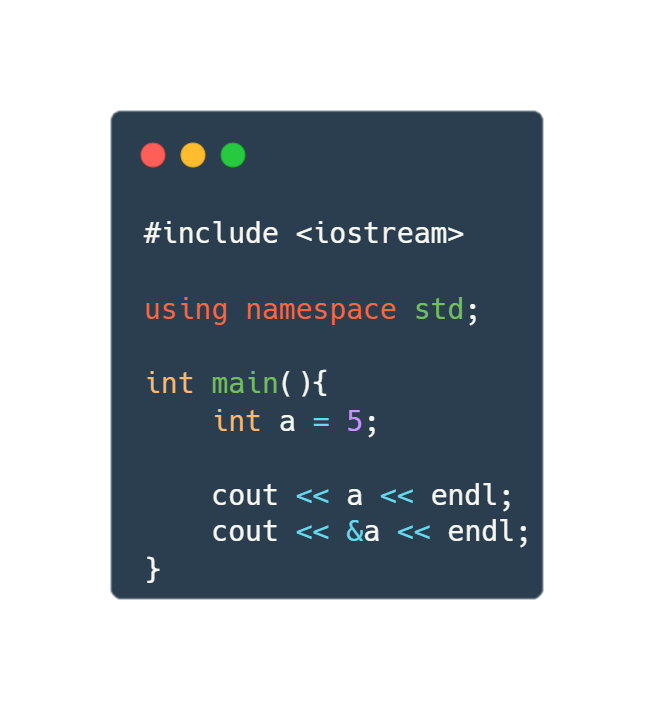 #include <iostream>
using namespace std;
int main(){
    int a = 5;
    cout << a << endl;
    cout << &a << endl;
}